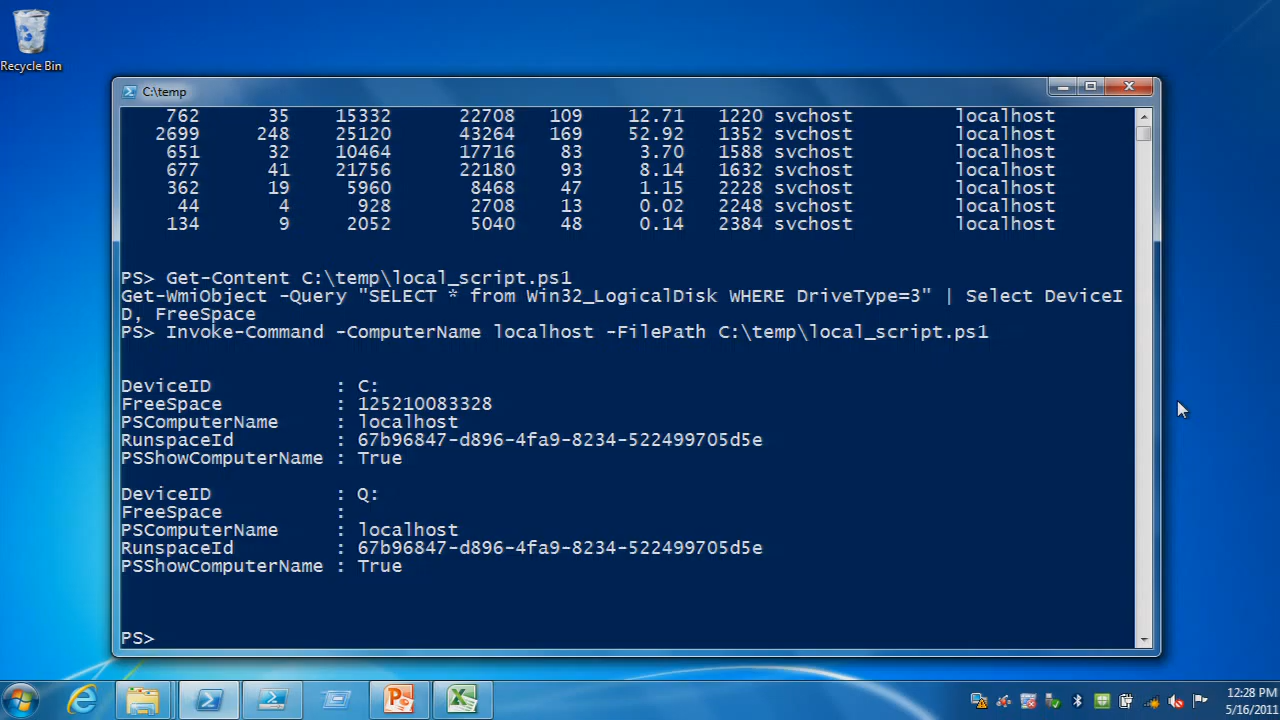 Recycle Bin
C:\temp
762 35 15332 22708 109 12.71 1220 svchost localhost
2699 248 25120 43264 169 52.92 1352 svchost localhost
651 32 10464 17716 83 3.70 1588 svchost localhost
677 41 21756 22180 93 8.14 1632 svchost localhost
362 19 5960 8468 47 1.15 2228 svchost localhost
44 4 928 2708 13 0.02 2248 svchost localhost
134 9 2052 5040 48 0.14 2384 svchost localhost
PS> Get-Content C:\temp\local_script.ps1
Get-WmiObject -Query "SELECT * from Win32_LogicalDisk WHERE DriveType=3" | Select DeviceI
D, FreeSpace
PS> Invoke-Command -ComputerName localhost -FilePath C:\temp\local_script.ps1
DeviceID : C:
FreeSpace : 125210083328
PSComputerName : localhost
RunspaceId : 67b96847-d896-4fa9-8234-522499705d5e
PSShowComputerName : True
DeviceID : Q:
FreeSpace :
PSComputerName : localhost
RunspaceId : 67b96847-d896-4fa9-8234-522499705d5e
PSShowComputerName : True
PS>
12:28 PM
5/16/2011